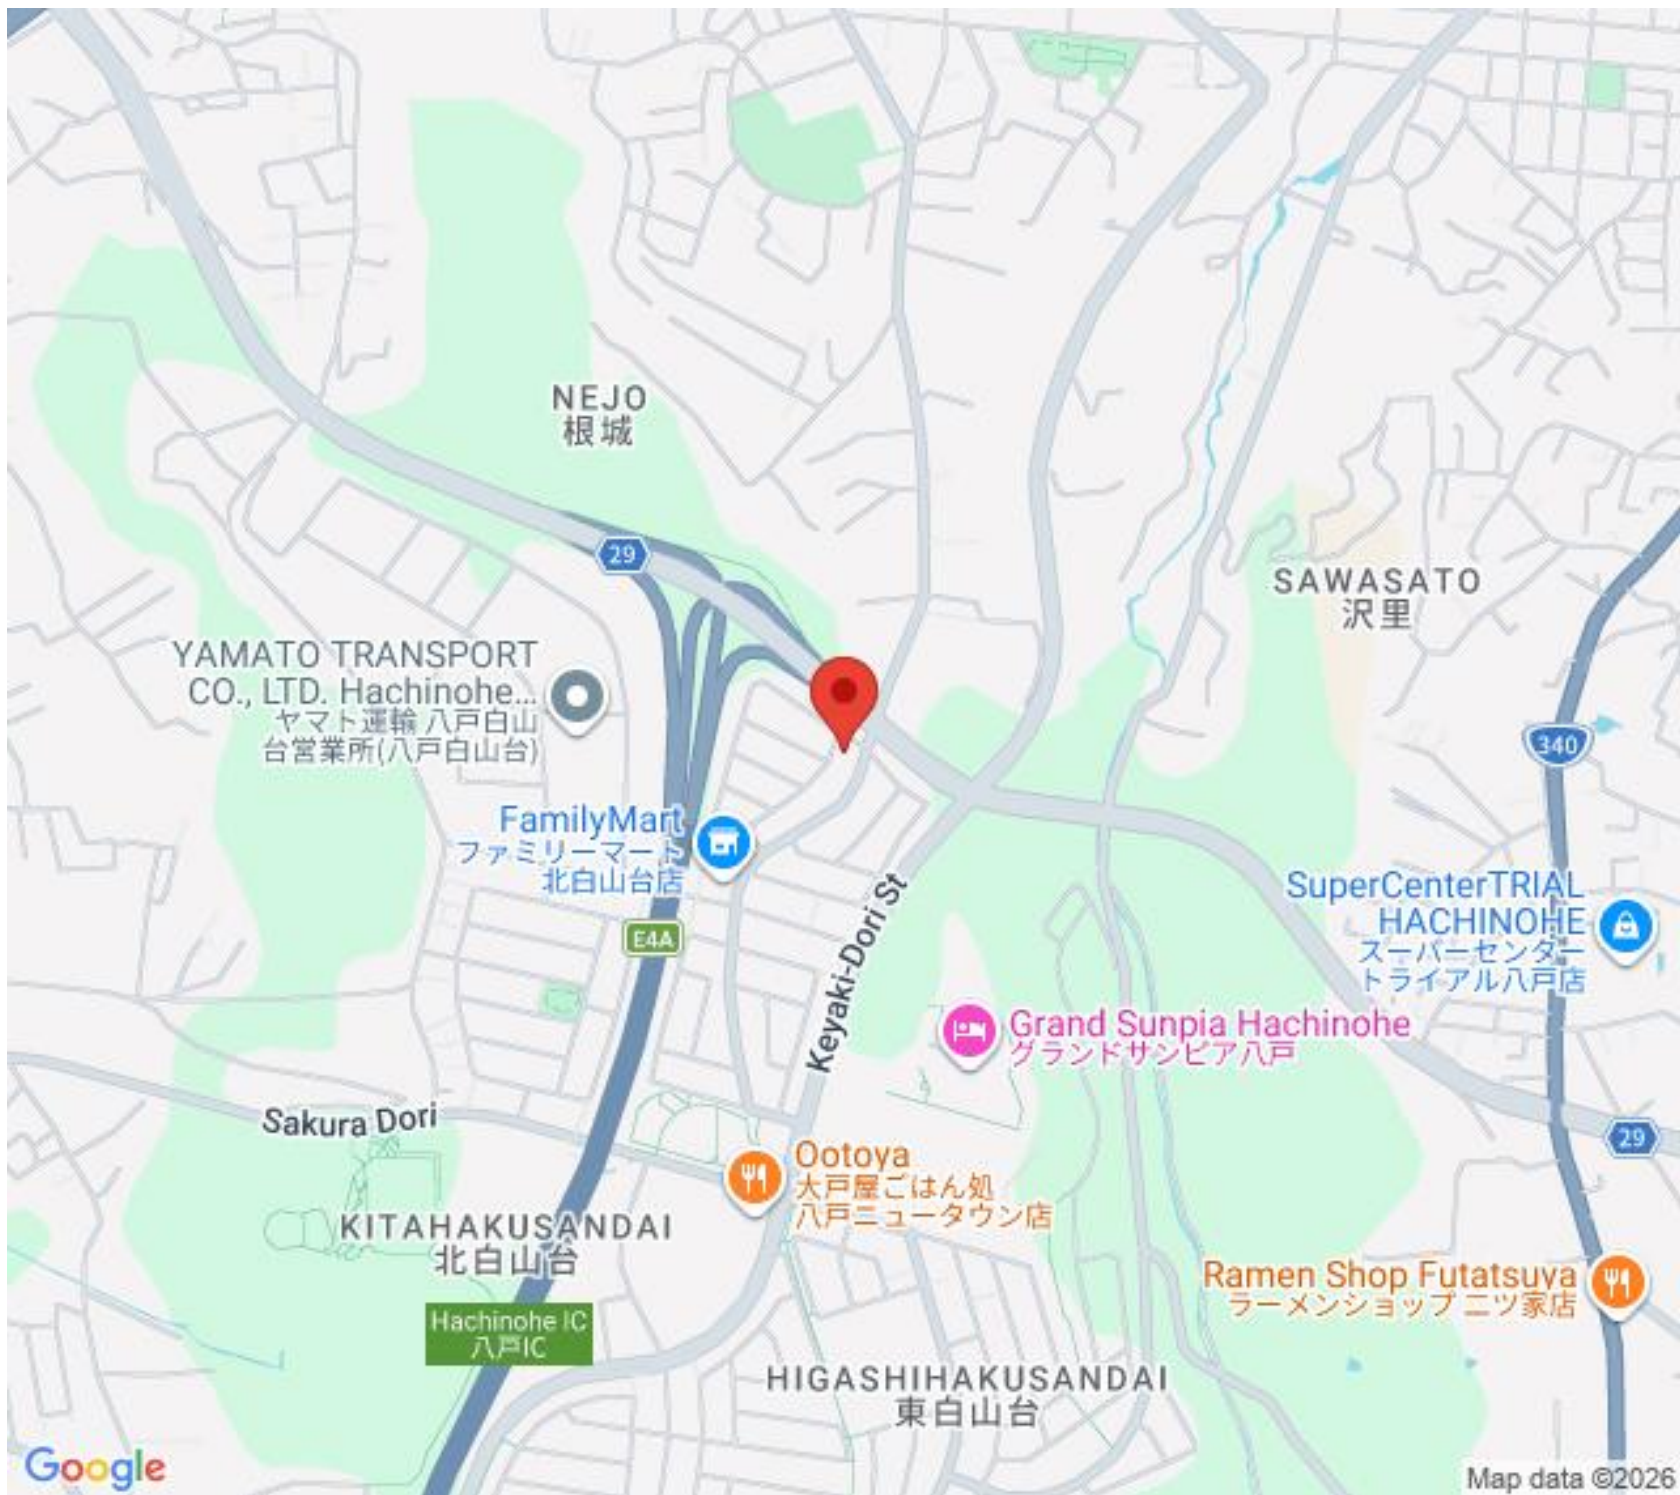 NEJO
根城
29
SAWASATO
沢里
YAMATO TRANSPORT
CO., LTD. Hachinohe...
ヤマト運輸 八戸白山
台営業所(八戸白山台)
340
FamilyMart
ファミリーマート
北白山台店
Keyaki-Dori St
SuperCenterTRIAL
HACHINOHE
スーパーセンター
トライアル八戸店
E4A
Grand Sunpia Hachinohe
グランドサンピア八戸
Sakura Dori
29
Ootoya
大戸屋ごはん処
八戸ニュータウン店
KITAHAKUSANDAI
北白山台
Ramen Shop Futatsuya
ラーメンショップ 二ツ家店
Hachinohe IC
八戸IC
HIGASHIHAKUSANDAI
東白山台
Google
Map data ©2026